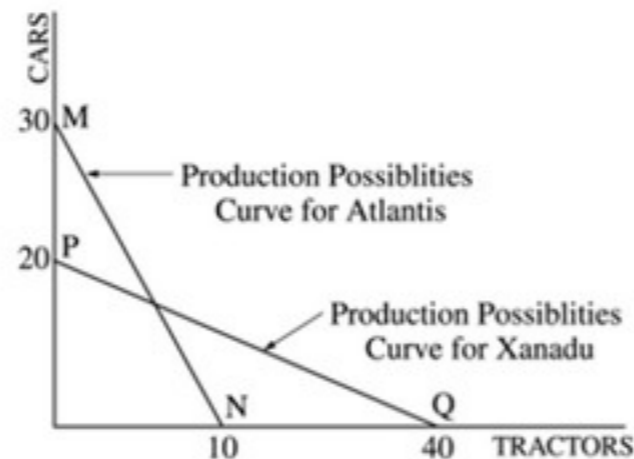 CARS
30 M
Production Possiblities
Curve for Atlantis
20 P
Production Possiblities
Curve for Xanadu
N Q
10 40 TRACTORS